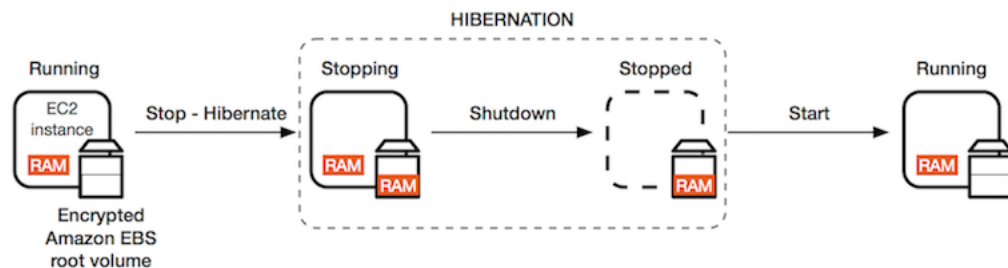 HIBERNATION
Running
Stopping
Stopped
Running
EC2
instance
Stop - Hibernate
Shutdown
Start
RAM
RAM
RAM
RAM
RAM
Encrypted
Amazon EBS
root volume